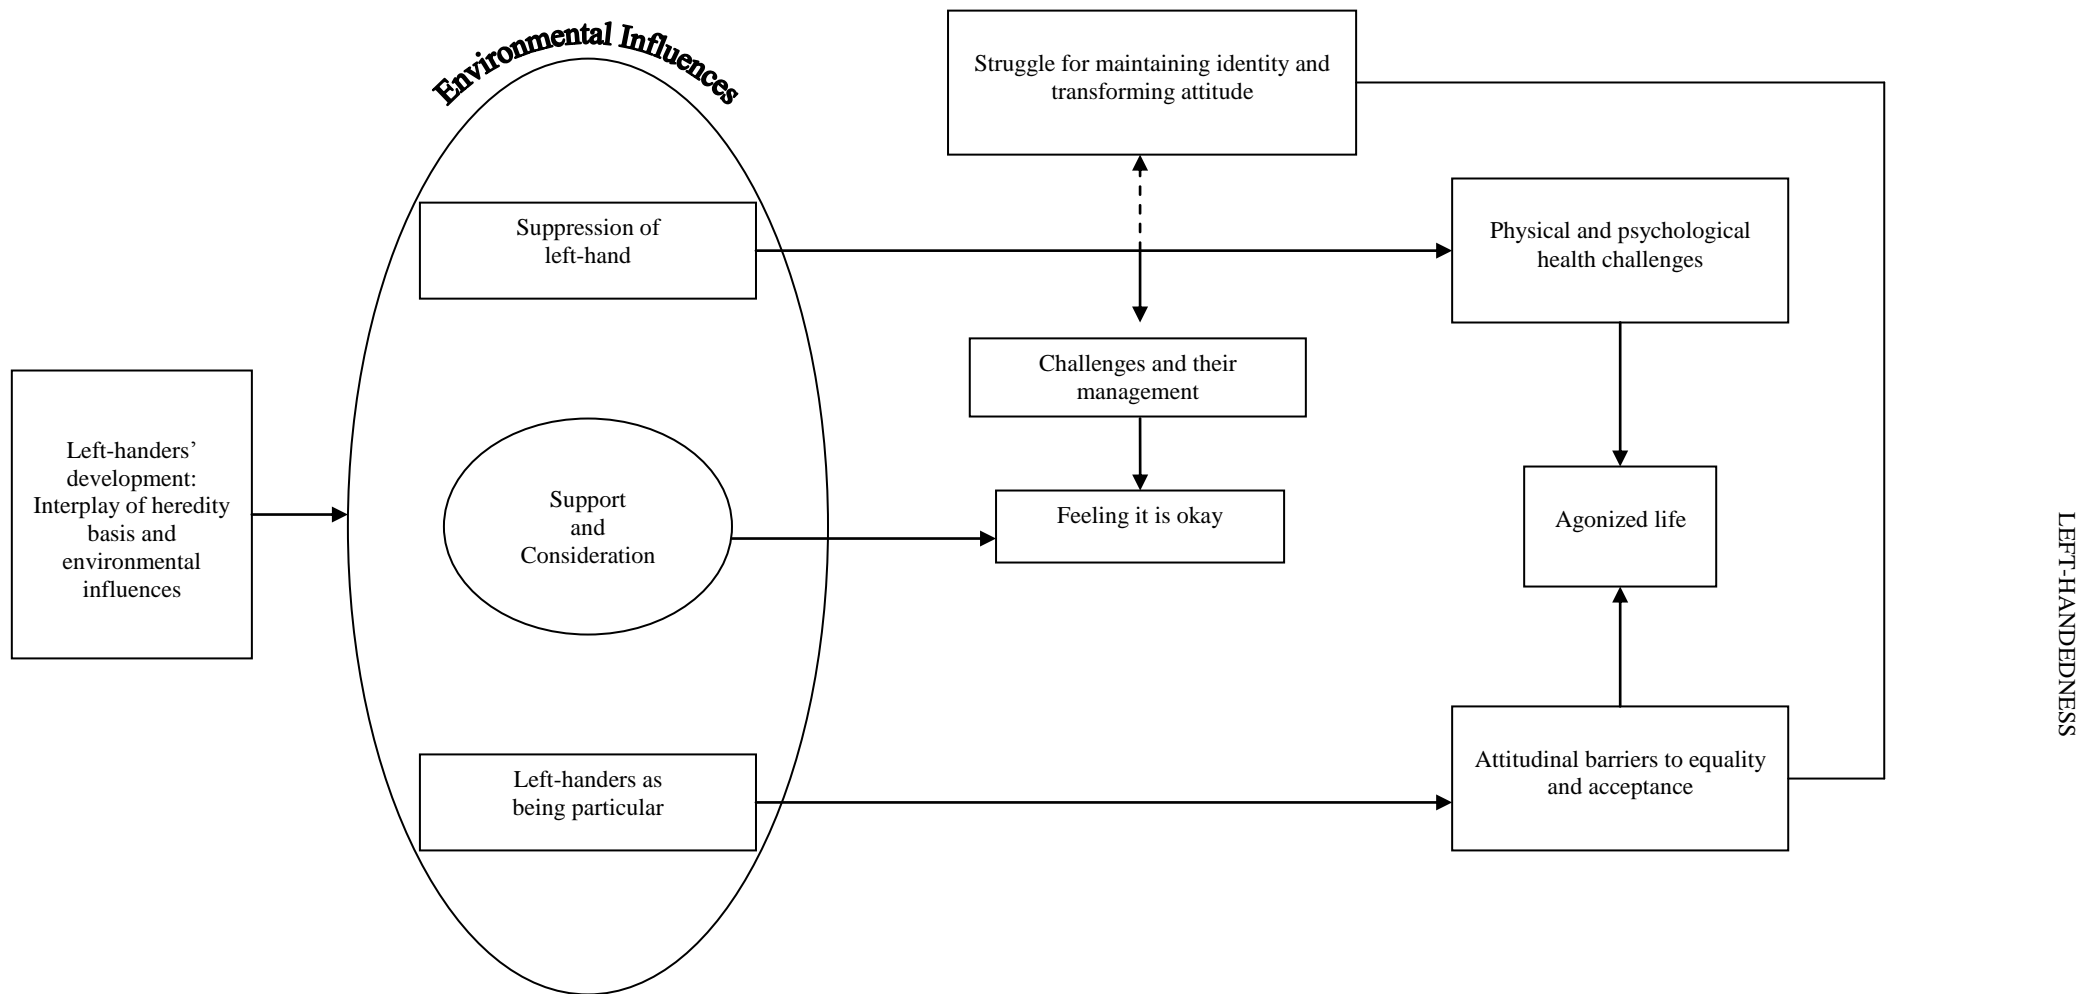 Environmental Influences
Struggle for maintaining identity and
transforming attitude
Suppression of
left-hand
Physical and psychological
health challenges
Challenges and their
management
Left-handers’
development:
Interplay of heredity
basis and
environmental
influences
Support
and
Consideration
Feeling it is okay
Agonized life
Left-handers as
being particular
Attitudinal barriers to equality
and acceptance
LEFT-HANDEDNESS